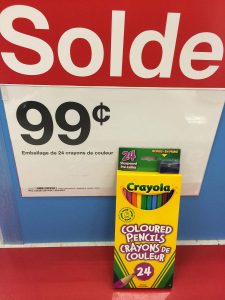 Solde
99¢
Emballage de 24 crayons de couleur
24
Crayola
COLOURED
PENCILS
CRAYONS DE
COULEUR
24